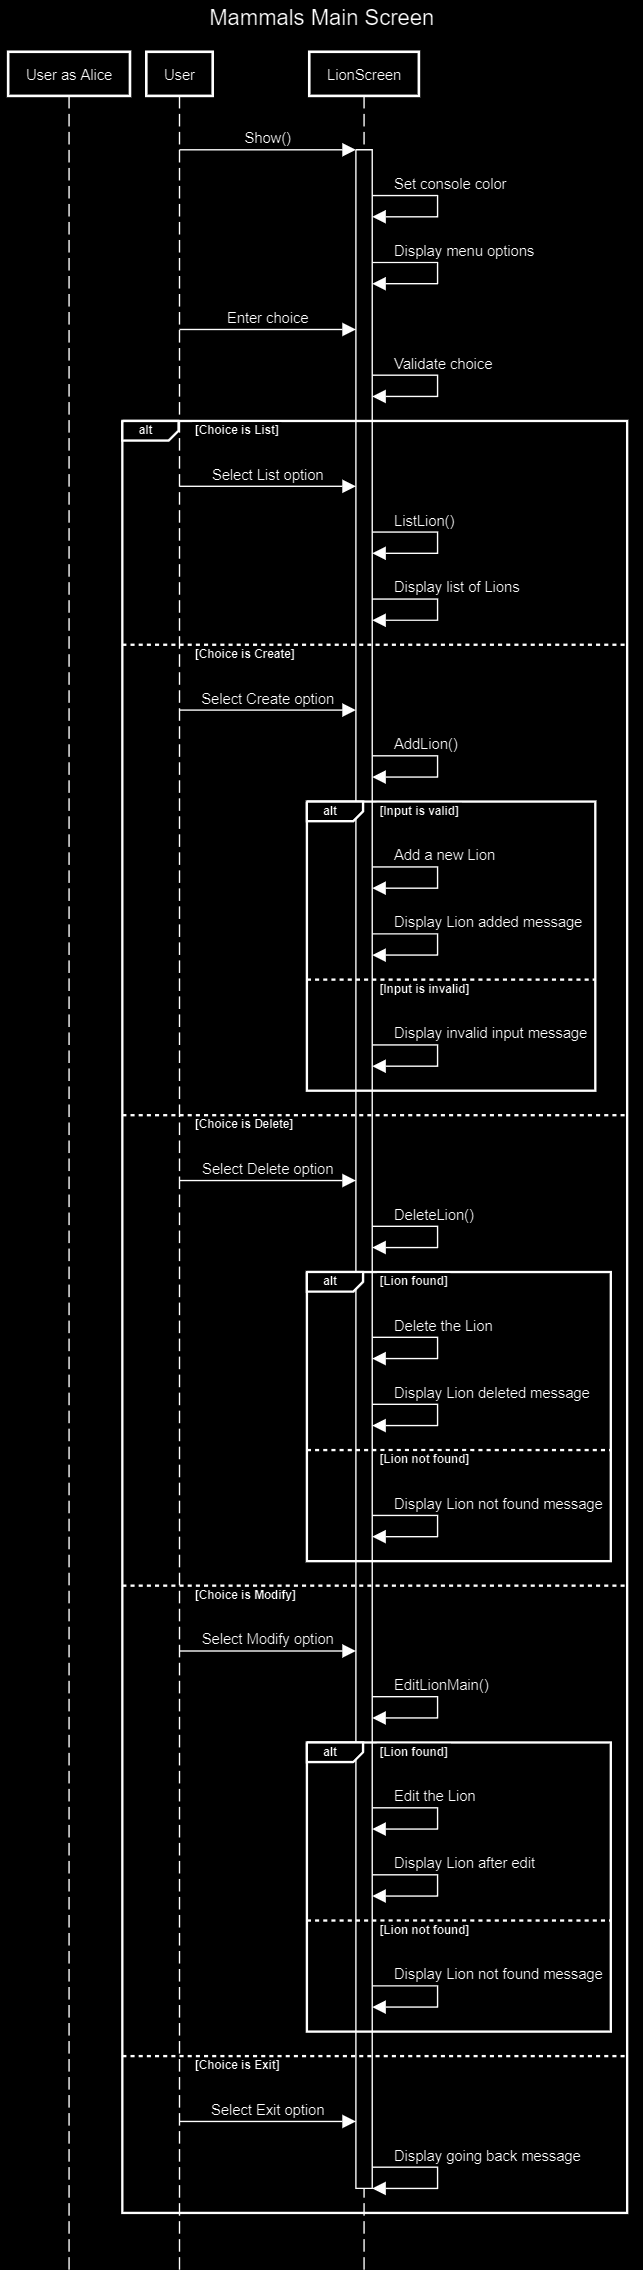 Mammals Main Screen
User as Alice
User
LionScreen
Show()
Set console color
Display menu options
Enter choice
Validate choice
alt
[Choice is List]
Select List option
ListLion()
Display list of Lions
[Choice is Create]
Select Create option
AddLion()
alt
[Input is valid]
Add a new Lion
Display Lion added message
[Input is invalid]
Display invalid input message
[Choice is Delete]
Select Delete option
DeleteLion()
alt
[Lion found]
Delete the Lion
Display Lion deleted message
[Lion not found]
Display Lion not found message
[Choice is Modify]
Select Modify option
EditLionMain()
alt
[Lion found]
Edit the Lion
Display Lion after edit
[Lion not found]
Display Lion not found message
[Choice is Exit]
Select Exit option
Display going back message